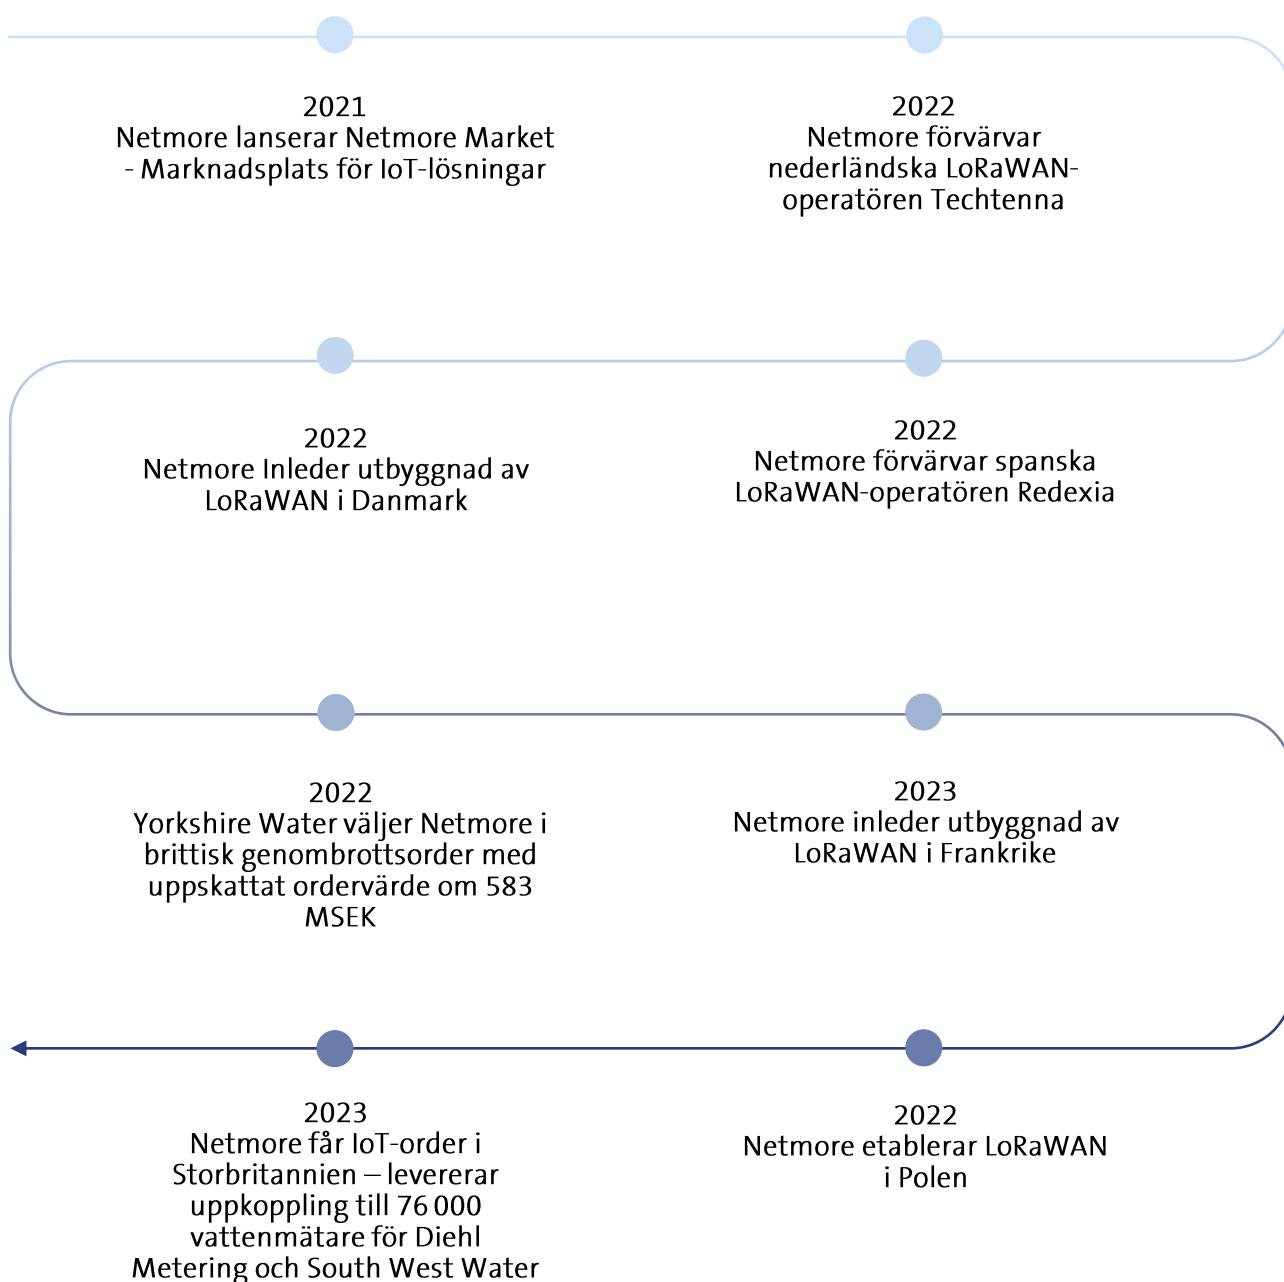 2021
Netmore lanserar Netmore Market
- Marknadsplats för IoT-lösningar
2022
Netmore förvärvar
nederländska LoRaWAN-
operatören Techtenna
2022
Netmore förvärvar spanska
LoRaWAN-operatören Redexia
2022
Netmore Inleder utbyggnad av
LoRaWAN i Danmark
2022
Yorkshire Water väljer Netmore i
brittisk genombrottsorder med
uppskattat ordervärde om 583
MSEK
2023
Netmore inleder utbyggnad av
LoRaWAN i Frankrike
2022
Netmore etablerar LoRaWAN
i Polen
2023
Netmore får IoT-order i
Storbritannien – levererar
uppkoppling till 76 000
vattenmätare för Diehl
Metering och South West Water